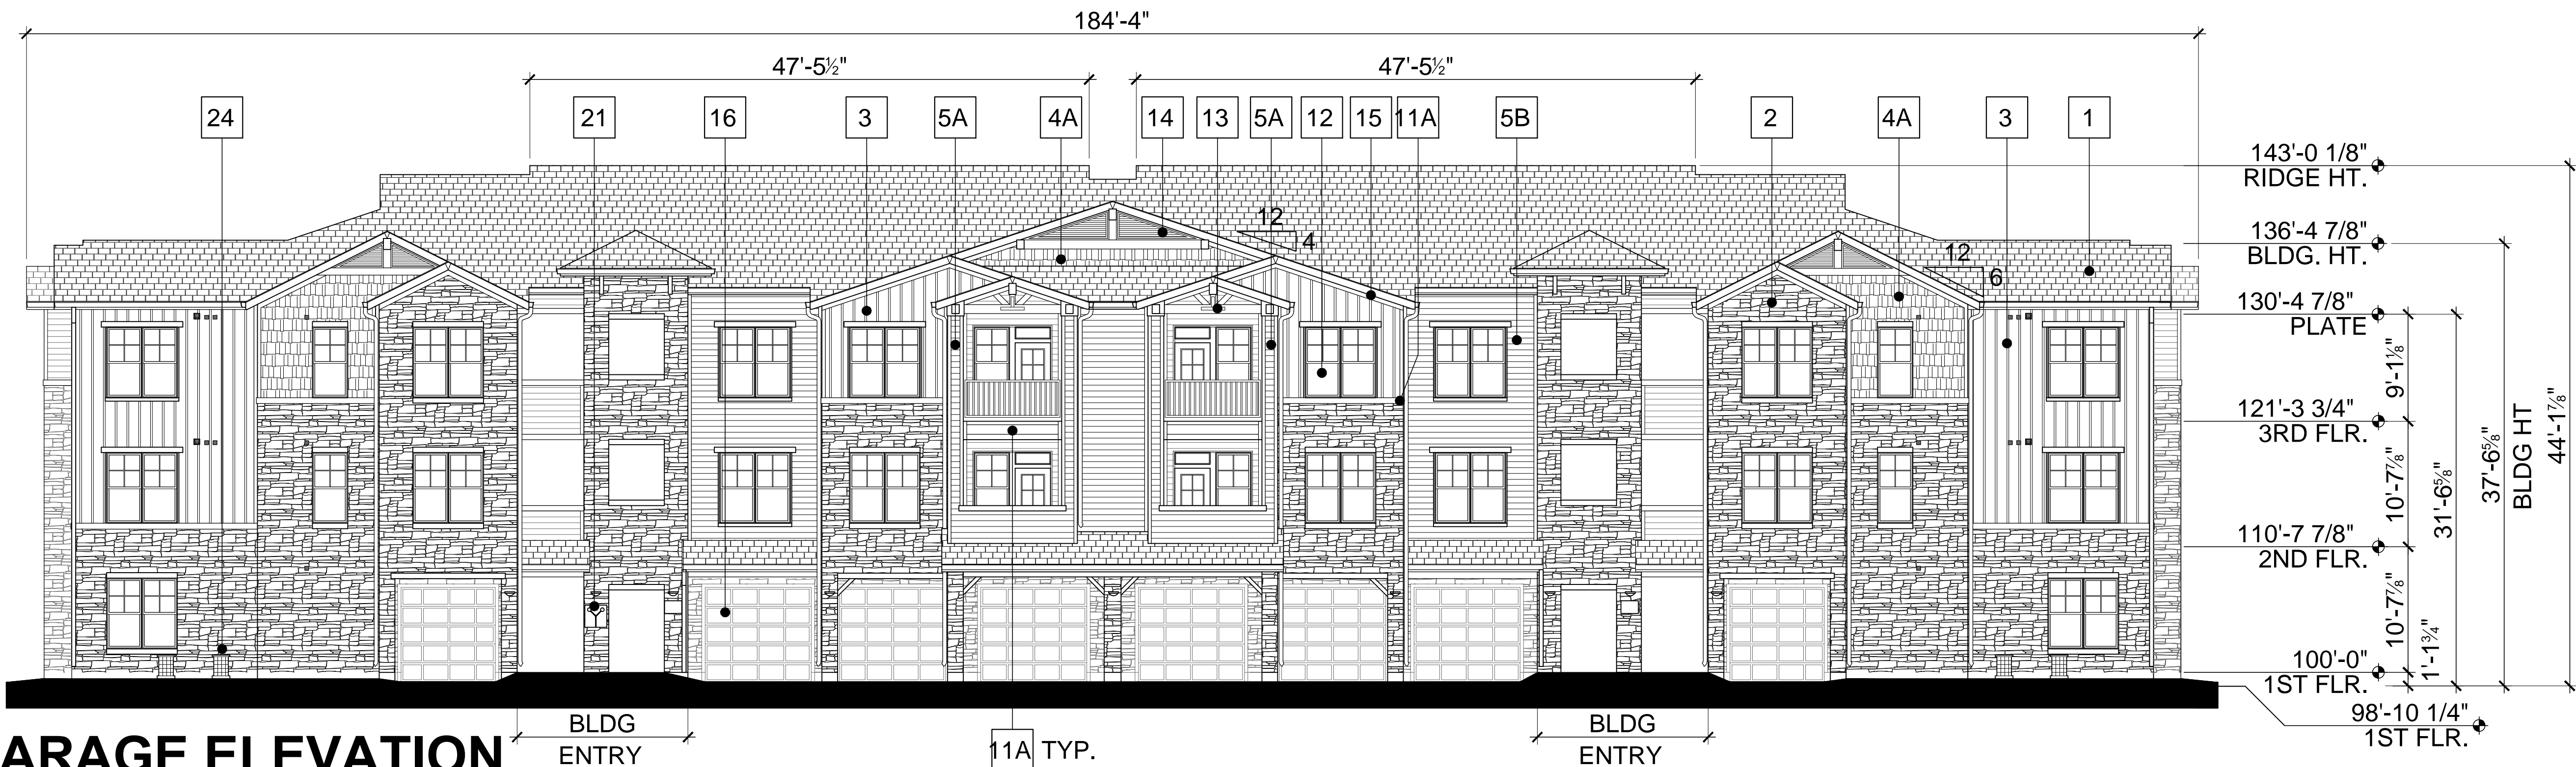 184'-4"
47'-5½"
47'-5½"
24
21
16
3
5A
4A
14
13
5A
12
15
11A
5B
2
4A
3
1
143'-0 1/8"
RIDGE HT.
12
4
12
6
136'-4 7/8"
BLDG. HT.
130'-4 7/8"
PLATE
9'-1⅛"
121'-3 3/4"
3RD FLR.
10'-7⅞"
110'-7 7/8"
2ND FLR.
10'-7⅞"
1'-1¾"
31'-6⅝"
37'-6⅝"
BLDG HT
44'-1⅞"
100'-0"
1ST FLR.
98'-10 1/4"
1ST FLR.
BLDG
ENTRY
11A TYP.
BLDG
ENTRY
ARAGE ELEVATION